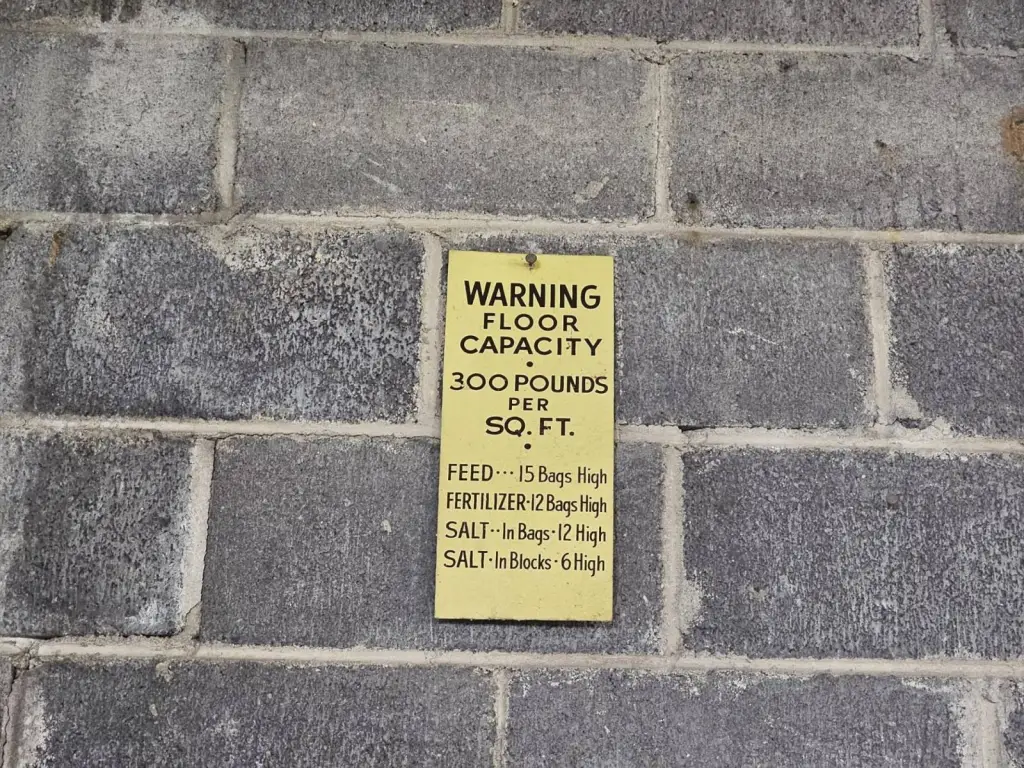 WARNING
FLOOR
CAPACITY
•
300 POUNDS
PER
SQ. FT.
•
FEED··· 15 Bags High
FERTILIZER·12 Bags High
SALT··In Bags·12 High
SALT·In Blocks·6 High